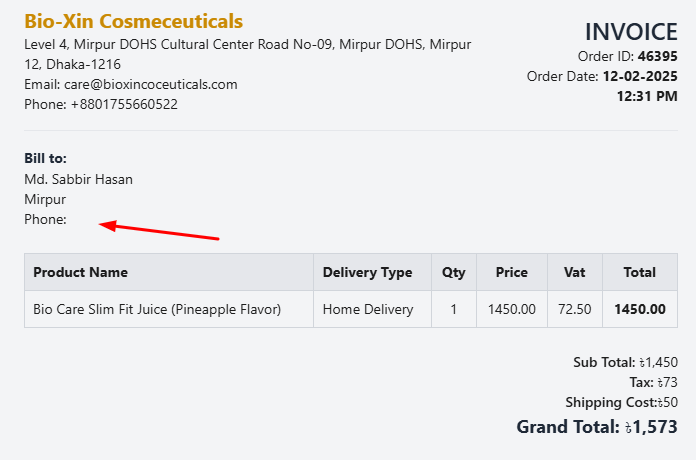 Bio-Xin Cosmeceuticals
Level 4, Mirpur DOHS Cultural Center Road No-09, Mirpur DOHS, Mirpur
12, Dhaka-1216
Email: care@bioxincoceuticals.com
Phone: +8801755660522
INVOICE
Order ID: 46395
Order Date: 12-02-2025
12:31 PM
Bill to:
Md. Sabbir Hasan
Mirpur
Phone:
Product Name Delivery Type Qty Price Vat Total
Bio Care Slim Fit Juice (Pineapple Flavor) Home Delivery 1 1450.00 72.50 1450.00
Sub Total: ৳1,450
Tax: ৳73
Shipping Cost:৳50
Grand Total: ৳1,573